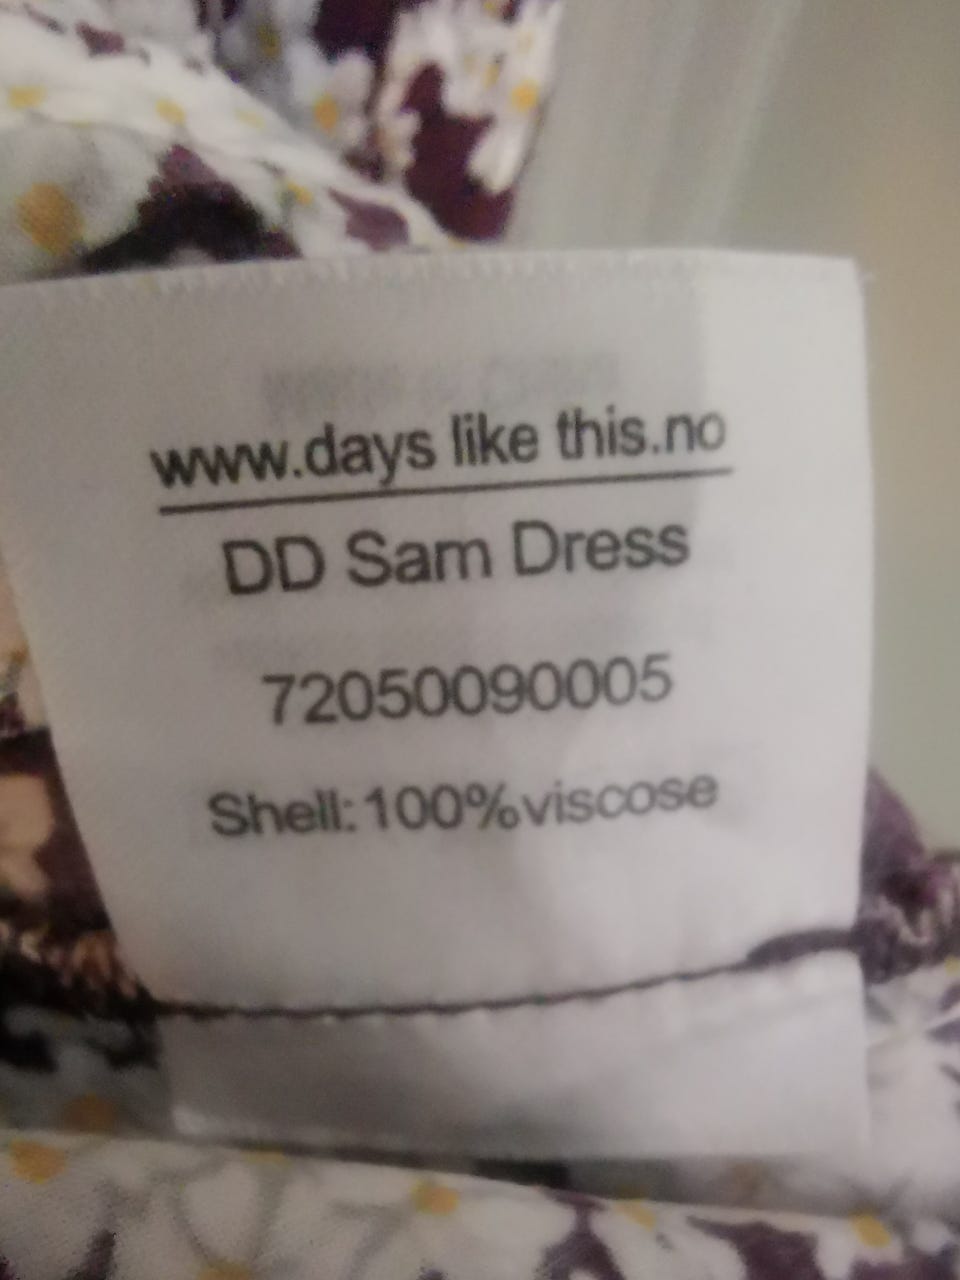 www.days like this.no
DD Sam Dress
72050090005
Shell:100%viscose